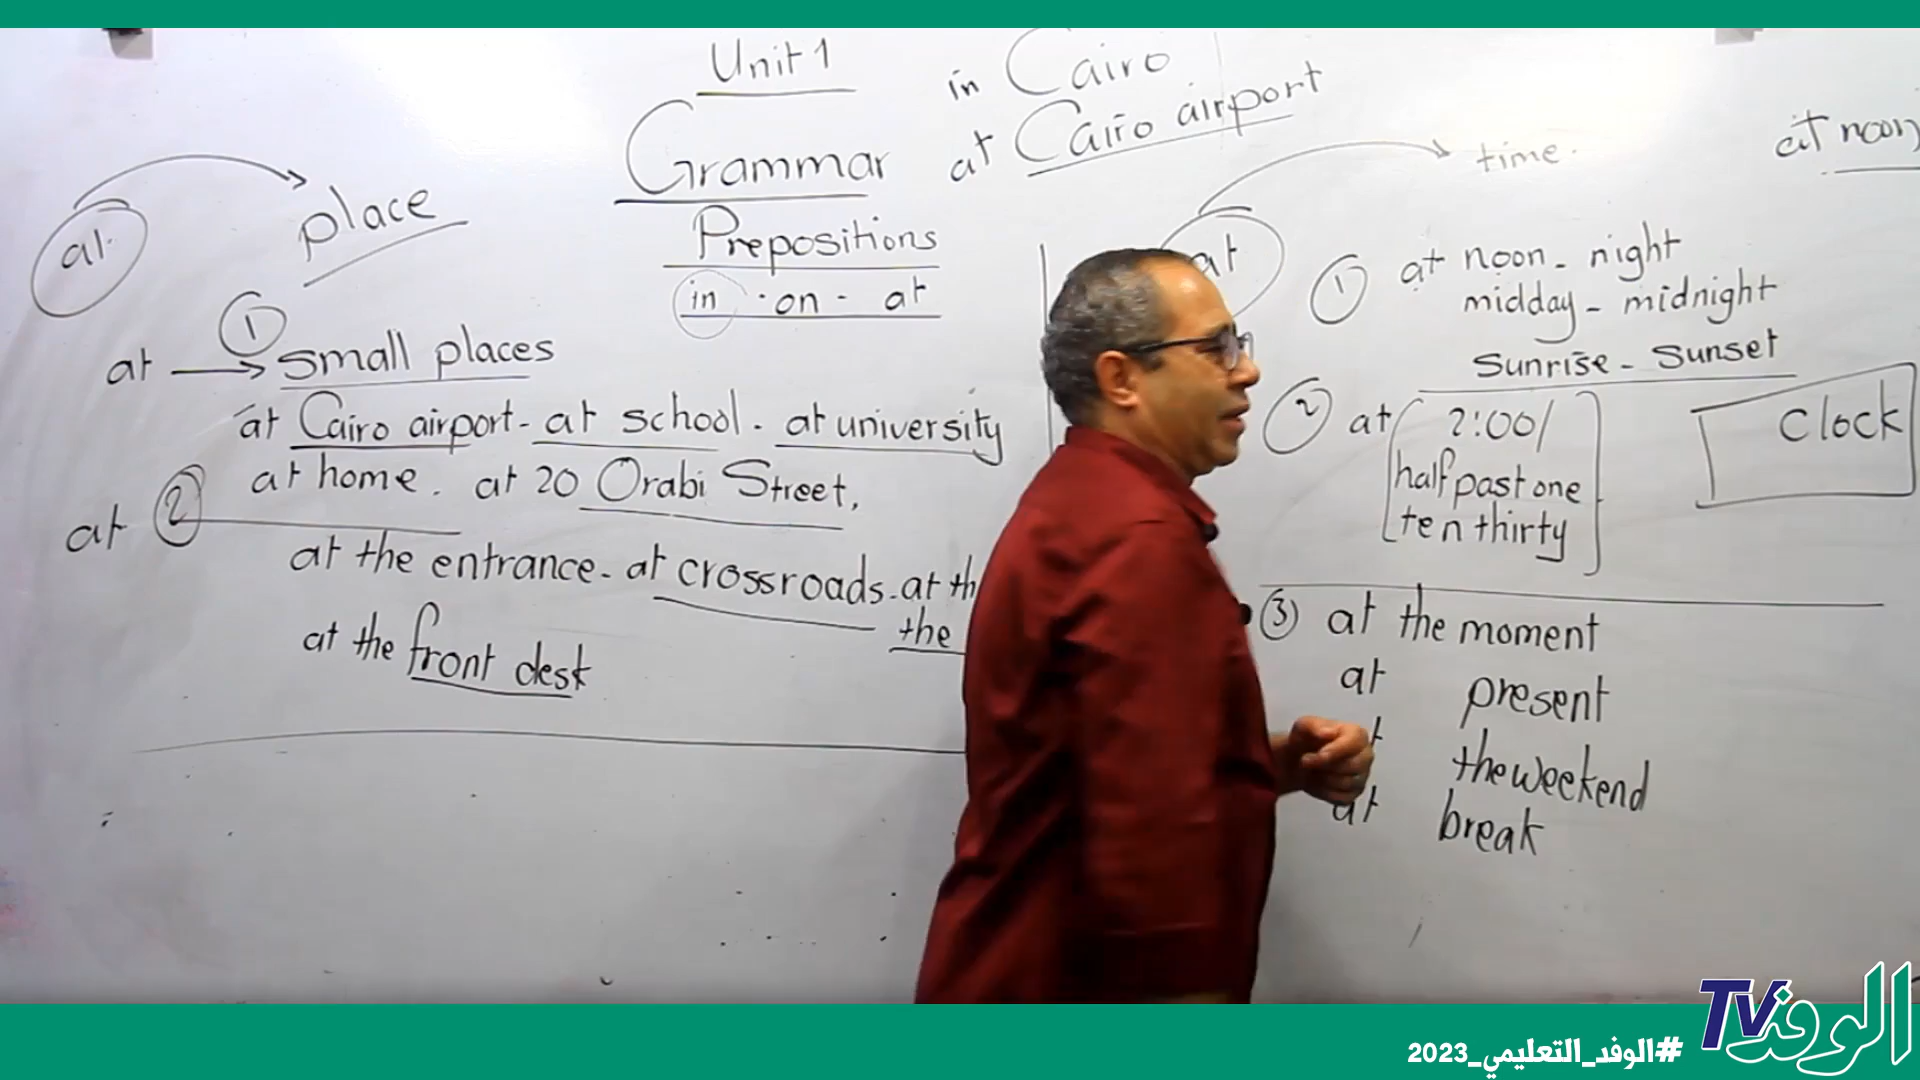 Unit 1
Grammar
Prepositions
in · on - at
in Cairo
at Cairo airport
at
place
at → ① small places
at Cairo airport - at school - at university
at home . at 20 Orabi Street,
at ②
at the entrance - at crossroads - at
the
at the front desk
time
at noon
at
① at noon - night
midday - midnight
Sunrise - Sunset
② at 2:00/
half past one
ten thirty
clock
③ at the moment
at present
the weekend
at break
الوفد TV
#الوفد_التعليمي_2023